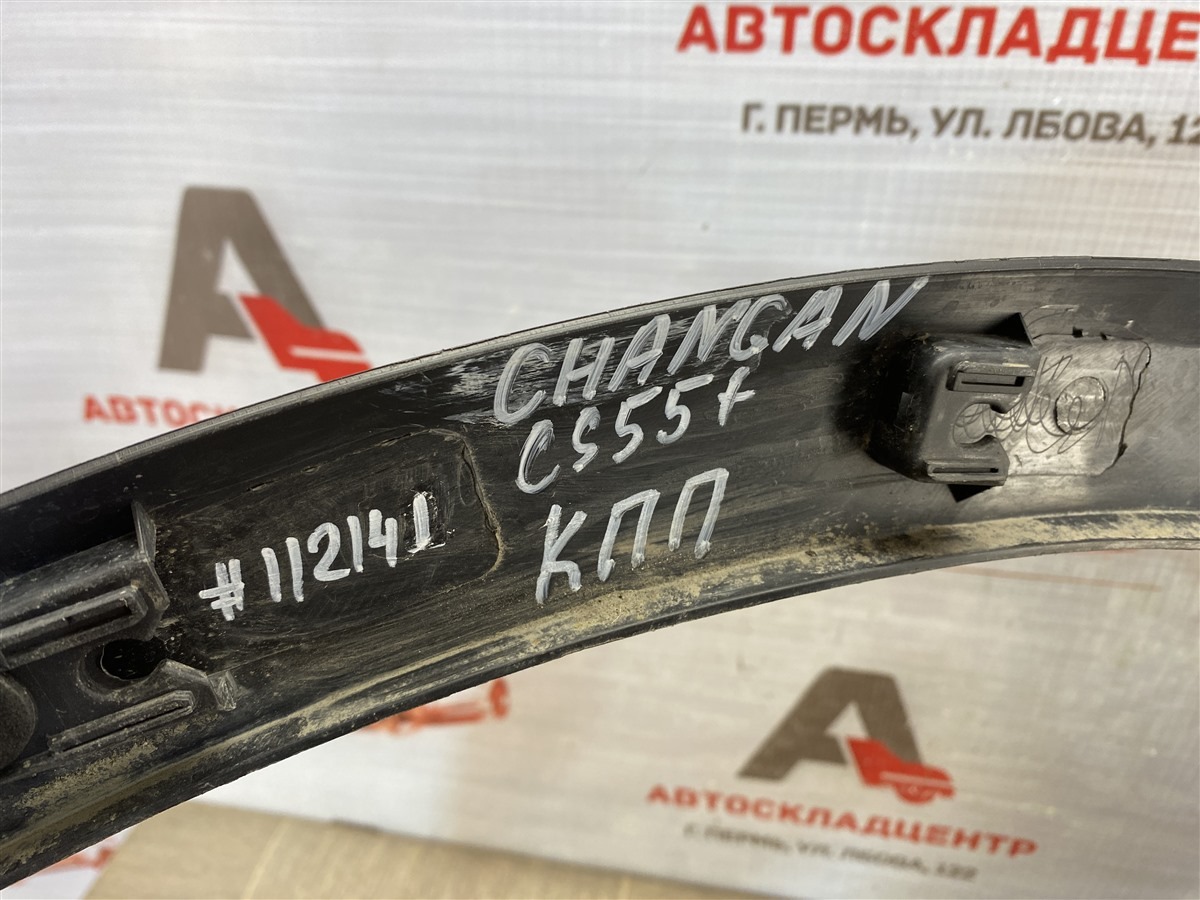 АВТОСКЛАДЦЕ
Г. ПЕРМЬ, УЛ. ЛБОВА, 12
CHANGAN
CS55+
КПП
#112141
АВТОСКЛАДЦЕНТР
Г. ПЕРМЬ, УЛ. ЛБОВА, 122